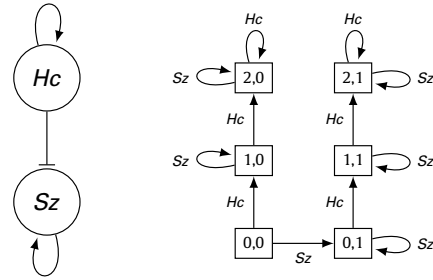 Hc
Sz
Hc Hc
Sz 2,0 2,1 Sz
Hc Hc
Sz 1,0 1,1 Sz
Hc Hc
0,0 0,1 Sz
Sz